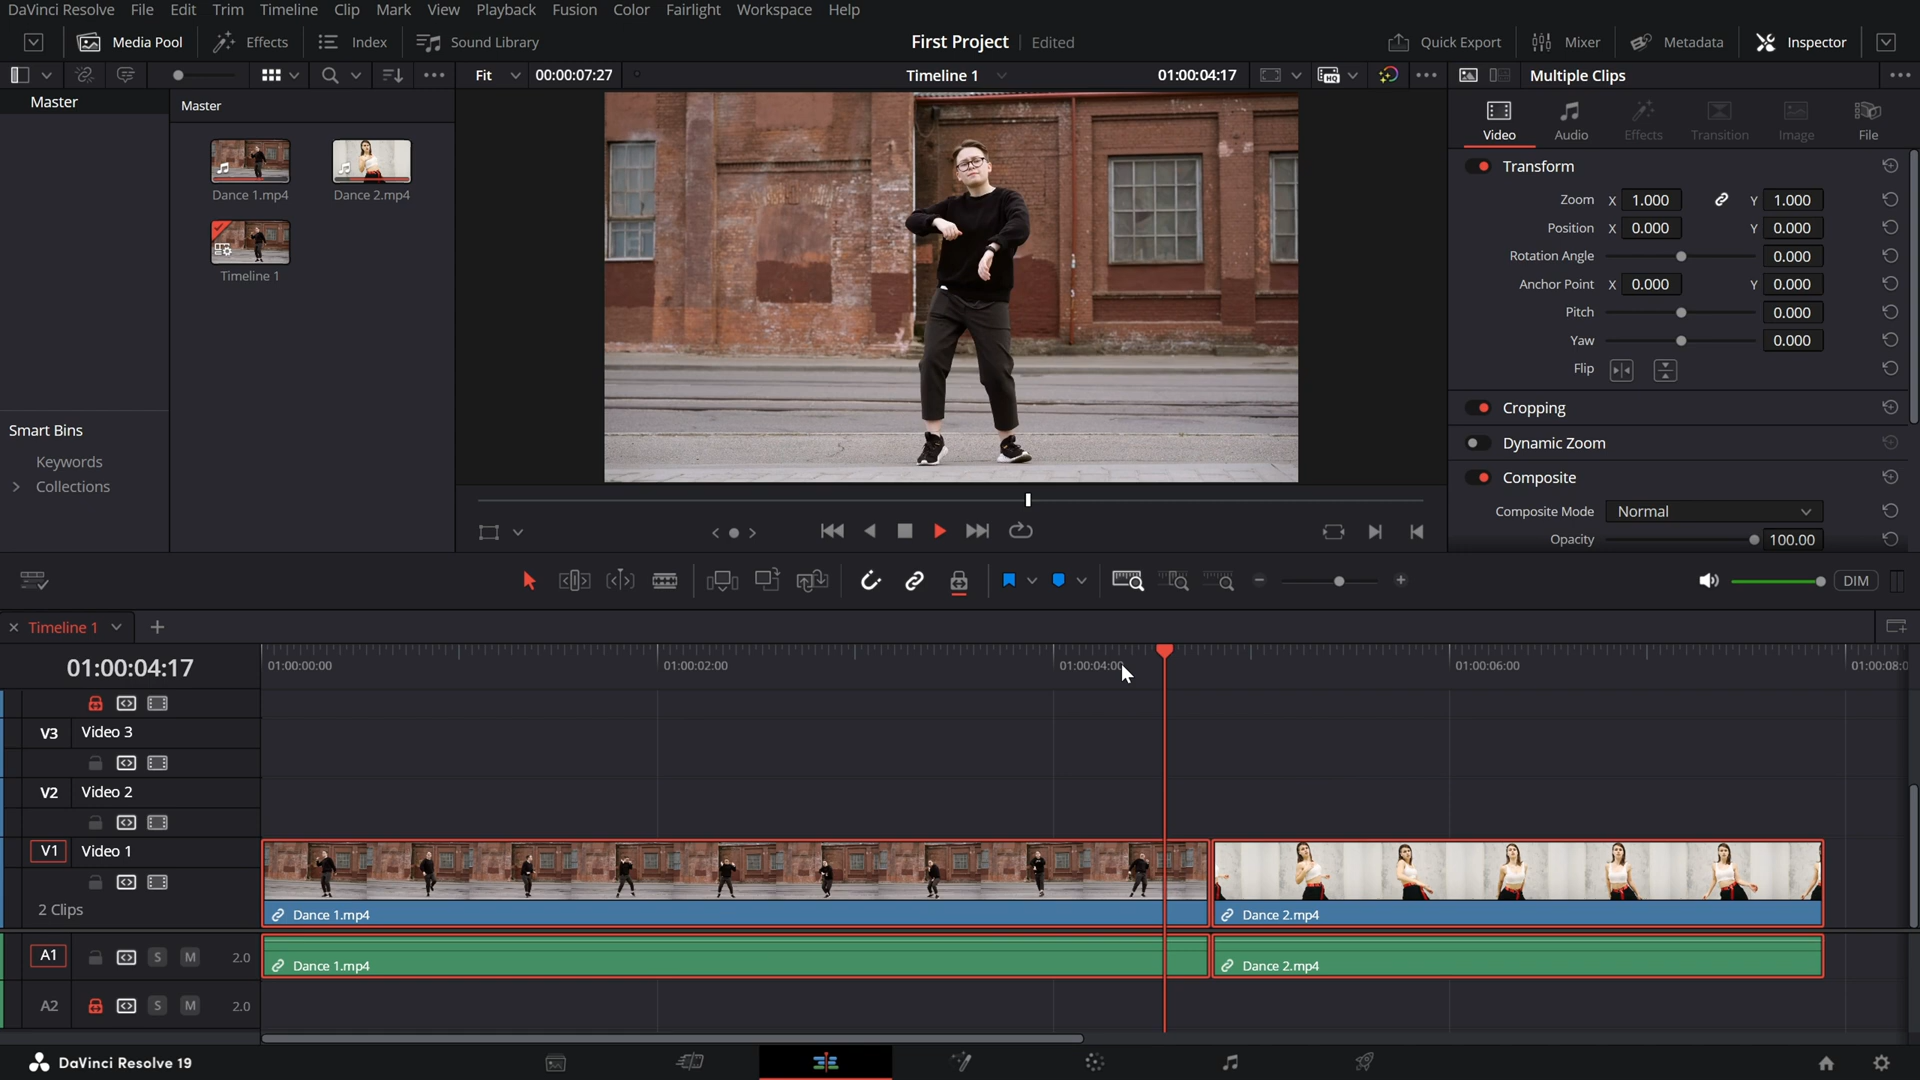 DaVinci Resolve File Edit Trim Timeline Clip Mark View Playback Fusion Color Fairlight Workspace Help
Media Pool Effects Index Sound Library First Project Edited Quick Export Mixer Metadata Inspector
Fit 00:00:07:27 Timeline 1 01:00:04:17 HQ Multiple Clips
Master Master
Video Audio Effects Transition Image File
Transform
Zoom X 1.000 Y 1.000
Position X 0.000 Y 0.000
Rotation Angle 0.000
Anchor Point X 0.000 Y 0.000
Pitch 0.000
Yaw 0.000
Flip
Cropping
Dynamic Zoom
Composite
Composite Mode Normal
Opacity 100.00
Dance 1.mp4 Dance 2.mp4
Timeline 1
Smart Bins
Keywords
Collections
DIM
Timeline 1
01:00:04:17 01:00:00:00 01:00:02:00 01:00:04:00 01:00:06:00 01:00:08:0
V3 Video 3
V2 Video 2
V1 Video 1
2 Clips Dance 1.mp4 Dance 2.mp4
A1 S M 2.0 Dance 1.mp4 Dance 2.mp4
A2 S M 2.0
DaVinci Resolve 19